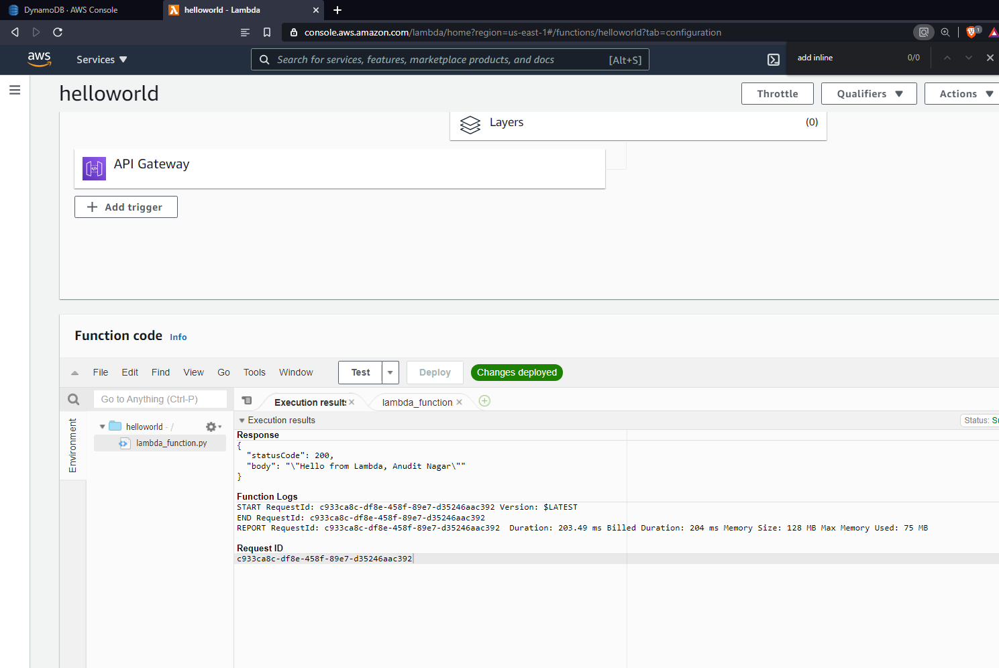 DynamoDB · AWS Console
helloworld - Lambda
console.aws.amazon.com/lambda/home?region=us-east-1#/functions/helloworld?tab=configuration
1
aws
Services
Search for services, features, marketplace products, and docs
[Alt+S]
add inline
0/0
helloworld
Throttle
Qualifiers
Actions
Layers
(0)
API Gateway
Add trigger
Function code Info
File Edit Find View Go Tools Window
Test
Deploy
Changes deployed
Go to Anything (Ctrl-P)
Execution results
lambda_function
Environment
helloworld - /
lambda_function.py
Execution results
Status: Su
Response
{
"statusCode": 200,
"body": "\"Hello from Lambda, Anudit Nagar\""
}
Function Logs
START RequestId: c933ca8c-df8e-458f-89e7-d35246aac392 Version: $LATEST
END RequestId: c933ca8c-df8e-458f-89e7-d35246aac392
REPORT RequestId: c933ca8c-df8e-458f-89e7-d35246aac392 Duration: 203.49 ms Billed Duration: 204 ms Memory Size: 128 MB Max Memory Used: 75 MB
Request ID
c933ca8c-df8e-458f-89e7-d35246aac392